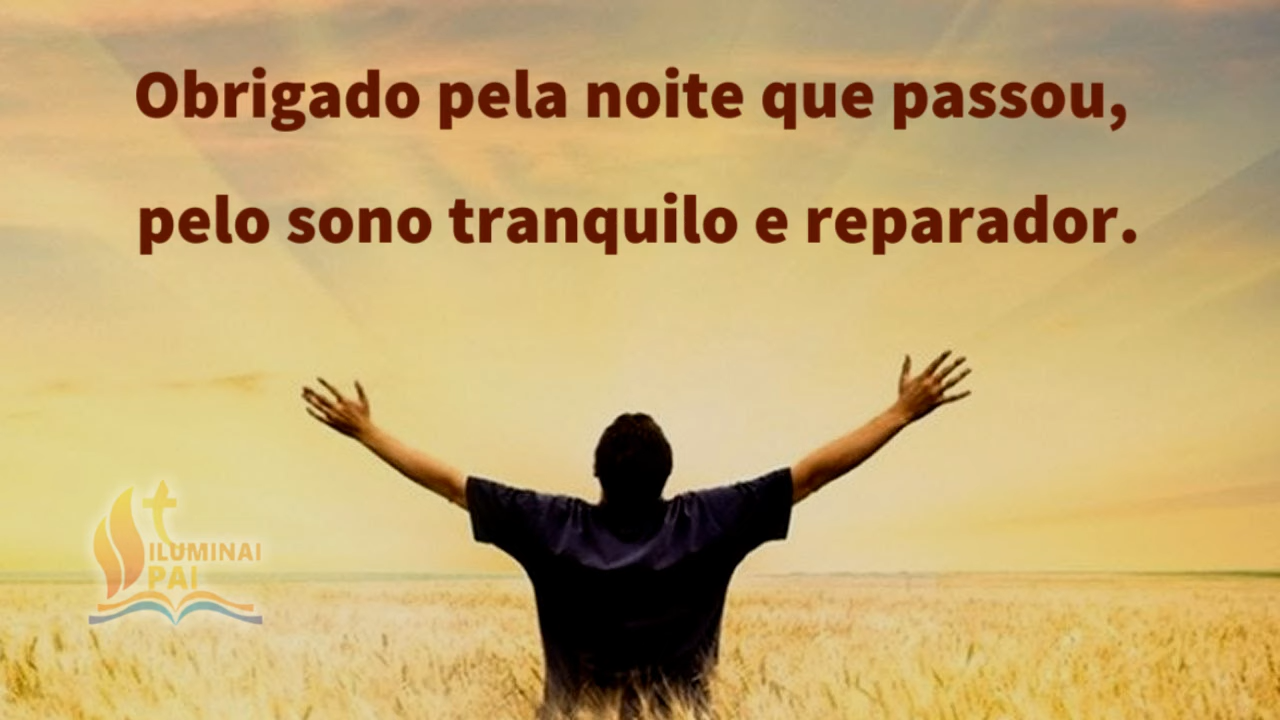 Obrigado pela noite que passou,
pelo sono tranquilo e reparador.
ILUMINAI
PAI